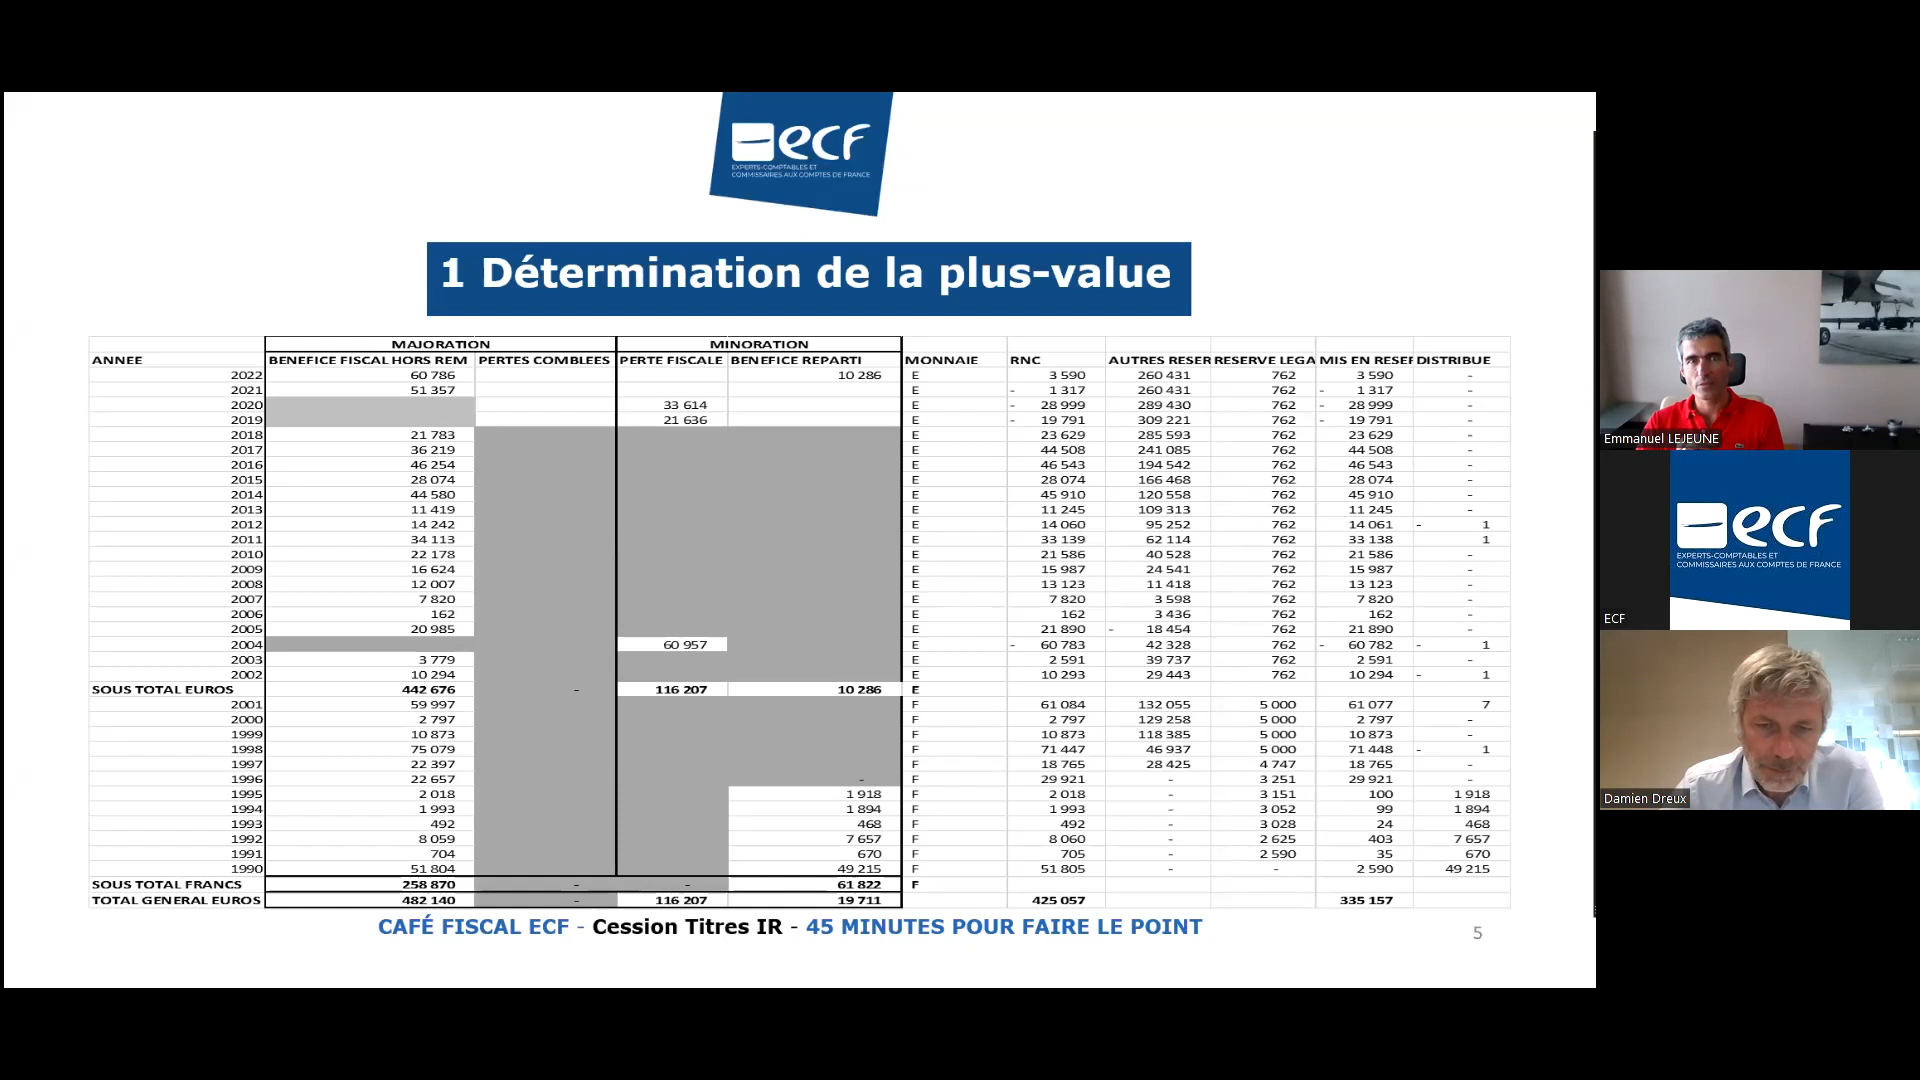 ecf
EXPERTS-COMPTABLES ET
COMMISSAIRES AUX COMPTES DE FRANCE
1 Détermination de la plus-value
MAJORATION MINORATION
ANNEE BENEFICE FISCAL HORS REM PERTES COMBLEES PERTE FISCALE BENEFICE REPARTI MONNAIE RNC AUTRES RESER RESERVE LEGA MIS EN RESER DISTRIBUE
2022 60 786 10 286 E 3 590 260 431 762 3 590 -
2021 51 357 E - 1 317 260 431 762 - 1 317 -
2020 33 614 E - 28 999 289 430 762 - 28 999 -
2019 21 636 E - 19 791 309 221 762 - 19 791 -
2018 21 783 E 23 629 285 593 762 23 629 -
2017 36 219 E 44 508 241 085 762 44 508 -
2016 46 254 E 46 543 194 542 762 46 543 -
2015 28 074 E 28 074 166 468 762 28 074 -
2014 44 580 E 45 910 120 558 762 45 910 -
2013 11 419 E 11 245 109 313 762 11 245 -
2012 14 242 E 14 060 95 252 762 14 061 - 1
2011 34 113 E 33 139 62 114 762 33 138 1
2010 22 178 E 21 586 40 528 762 21 586 -
2009 16 624 E 15 987 24 541 762 15 987 -
2008 12 007 E 13 123 11 418 762 13 123 -
2007 7 820 E 7 820 3 598 762 7 820 -
2006 162 E 162 3 436 762 162 -
2005 20 985 E 21 890 - 18 454 762 21 890 -
2004 60 957 E - 60 783 42 328 762 - 60 782 - 1
2003 3 779 E 2 591 39 737 762 2 591 -
2002 10 294 E 10 293 29 443 762 10 294 - 1
SOUS TOTAL EUROS 442 676 - 116 207 10 286 E
2001 59 997 F 61 084 132 055 5 000 61 077 7
2000 2 797 F 2 797 129 258 5 000 2 797 -
1999 10 873 F 10 873 118 385 5 000 10 873 -
1998 75 079 F 71 447 46 937 5 000 71 448 - 1
1997 22 397 F 18 765 28 425 4 747 18 765 -
1996 22 657 - F 29 921 - 3 251 29 921 -
1995 2 018 1 918 F 2 018 - 3 151 100 1 918
1994 1 993 1 894 F 1 993 - 3 052 99 1 894
1993 492 468 F 492 - 3 028 24 468
1992 8 059 7 657 F 8 060 - 2 625 403 7 657
1991 704 670 F 705 - 2 590 35 670
1990 51 804 49 215 F 51 805 - - 2 590 49 215
SOUS TOTAL FRANCS 258 870 - - 61 822 F
TOTAL GENERAL EUROS 482 140 - 116 207 19 711 425 057 335 157
CAFÉ FISCAL ECF - Cession Titres IR - 45 MINUTES POUR FAIRE LE POINT
5
Emmanuel LEJEUNE
ecf
EXPERTS-COMPTABLES ET
COMMISSAIRES AUX COMPTES DE FRANCE
ECF
Damien Dreux